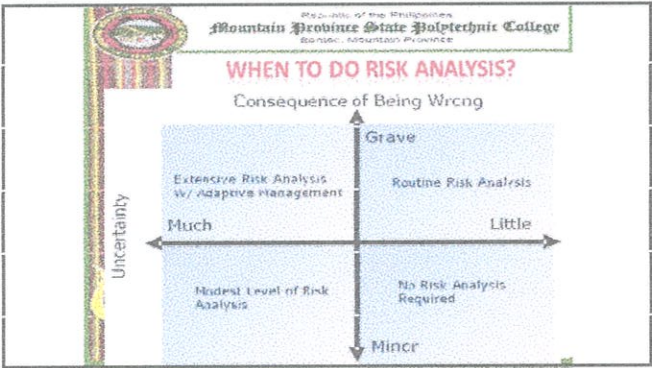 Republic of the Philippines
Mountain Province State Polytechnic College
Bontoc, Mountain Province
WHEN TO DO RISK ANALYSIS?
Consequence of Being Wrong
Grave
Extensive Risk Analysis
W/ Adaptive Management
Routine Risk Analysis
Uncertainty
Much
Little
Modest Level of Risk
Analysis
No Risk Analysis
Required
Minor